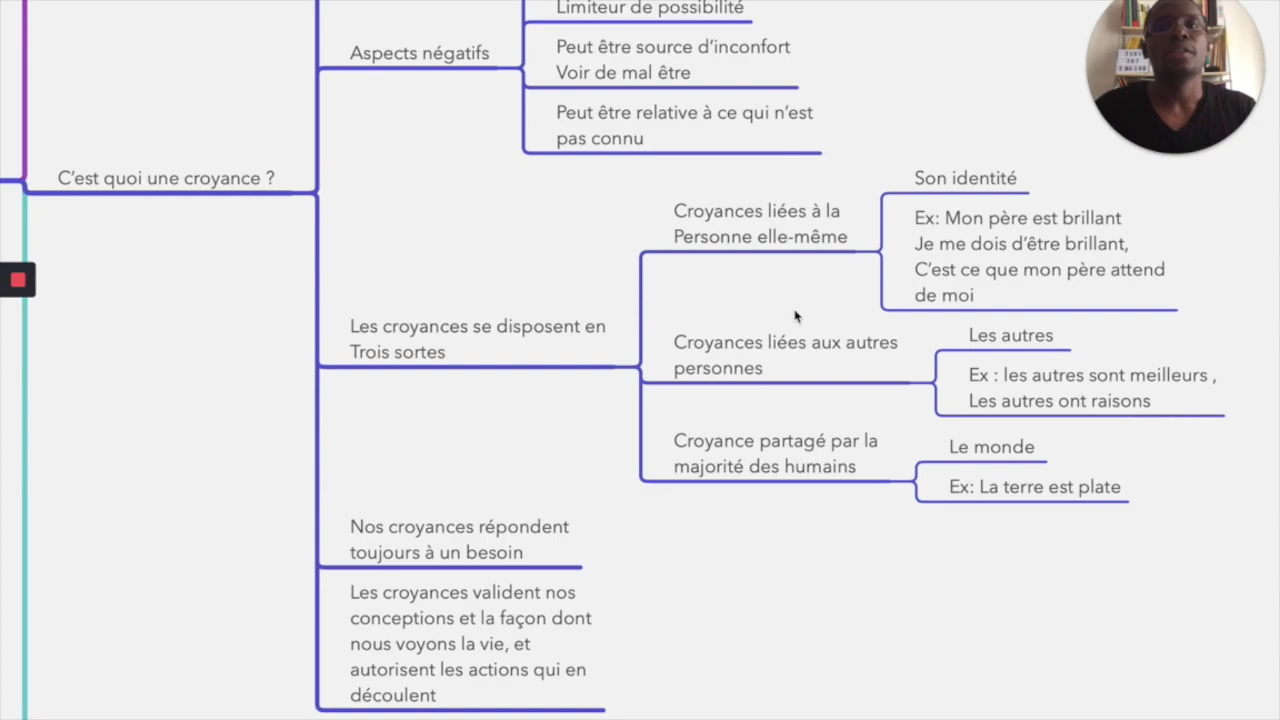 Limiteur de possibilité
Aspects négatifs
Peut être source d’inconfort
Voir de mal être
Peut être relative à ce qui n’est
pas connu
C’est quoi une croyance ?
Son identité
Croyances liées à la
Personne elle-même
Ex: Mon père est brillant
Je me dois d’être brillant,
C’est ce que mon père attend
de moi
Les croyances se disposent en
Trois sortes
Croyances liées aux autres
personnes
Les autres
Ex : les autres sont meilleurs ,
Les autres ont raisons
Croyance partagé par la
majorité des humains
Le monde
Ex: La terre est plate
Nos croyances répondent
toujours à un besoin
Les croyances valident nos
conceptions et la façon dont
nous voyons la vie, et
autorisent les actions qui en
découlent